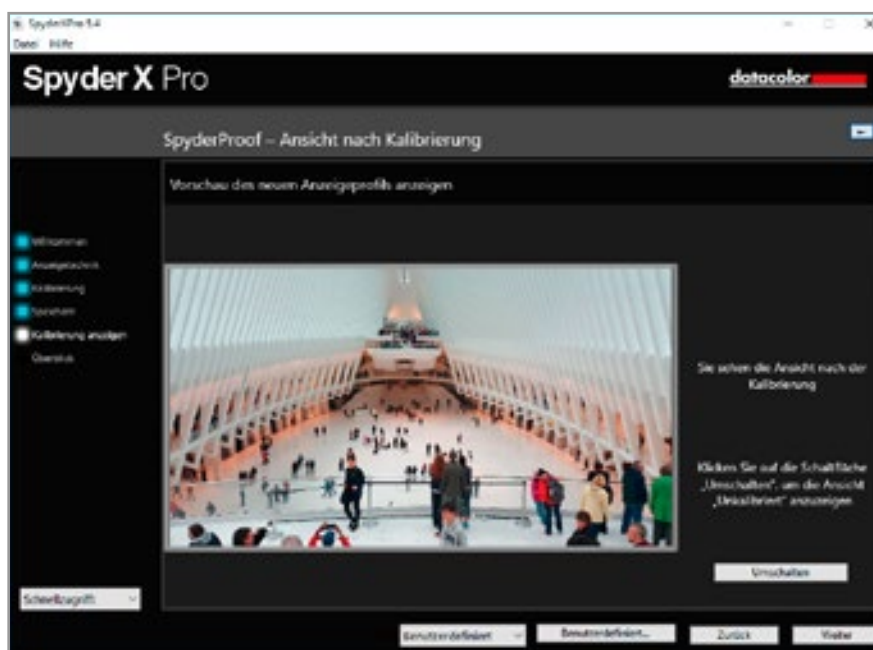 SpyderXPro 5.4
Datei Hilfe
Spyder X Pro
datacolor
SpyderProof – Ansicht nach Kalibrierung
Vorschau des neuen Anzeigeprofils anzeigen
Willkommen
Anzeigetechnik
Kalibrierung
Speichern
Kalibrierung anzeigen
Überblick
Sie sehen die Ansicht nach der
Kalibrierung
Klicken Sie auf die Schaltfläche
„Umschalten“, um die Ansicht
„Unkalibriert“ anzuzeigen
Umschalten
Schnellzugriff:
Benutzerdefiniert
Benutzerdefiniert...
Zurück
Weiter